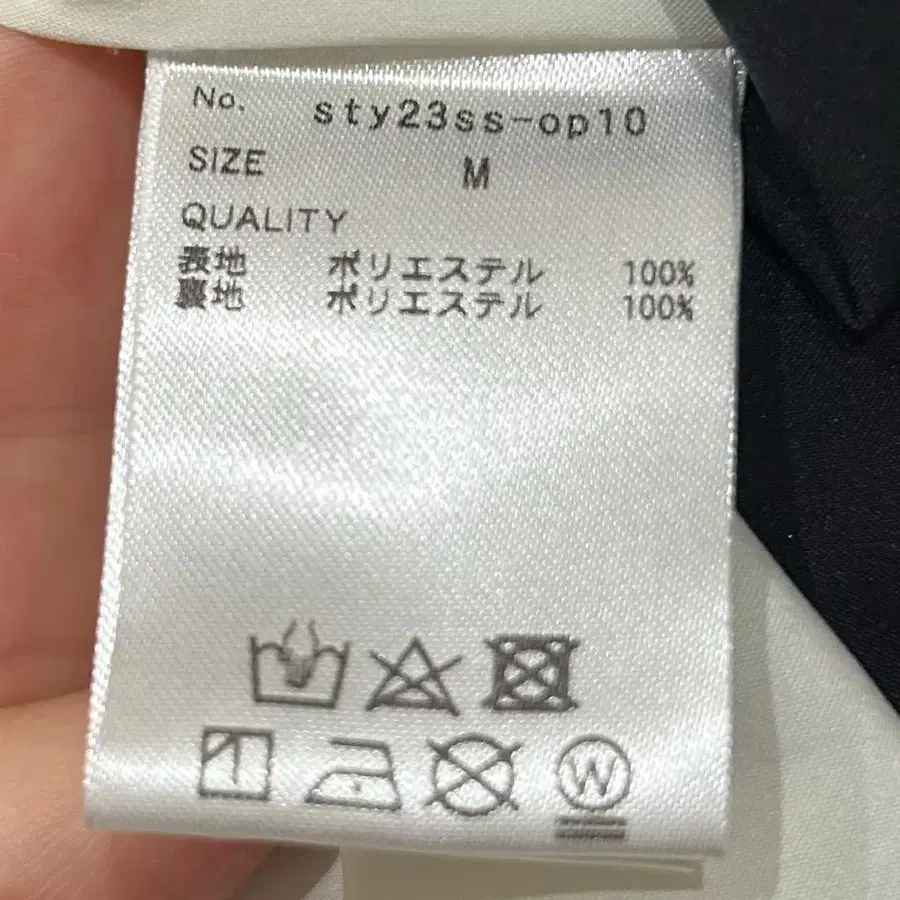 No. sty23ss-op10
SIZE M
QUALITY
表地 ポリエステル 100%
裏地 ポリエステル 100%
W